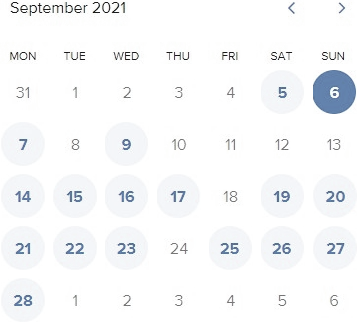 September 2021
MON TUE WED THU FRI SAT SUN
31 1 2 3 4 5 6
7 8 9 10 11 12 13
14 15 16 17 18 19 20
21 22 23 24 25 26 27
28 1 2 3 4 5 6